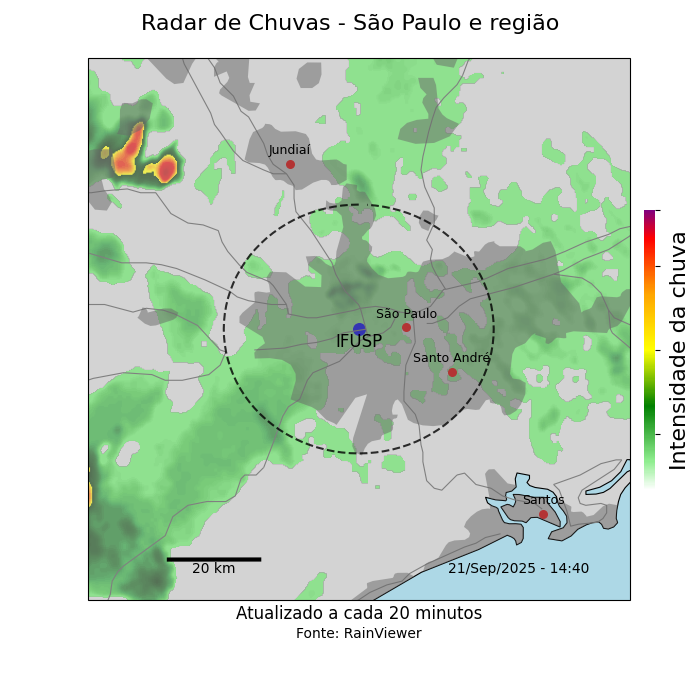 Radar de Chuvas - São Paulo e região
Jundiaí
São Paulo
IFUSP
Santo André
Intensidade da chuva
Santos
20 km
21/Sep/2025 - 14:40
Atualizado a cada 20 minutos
Fonte: RainViewer